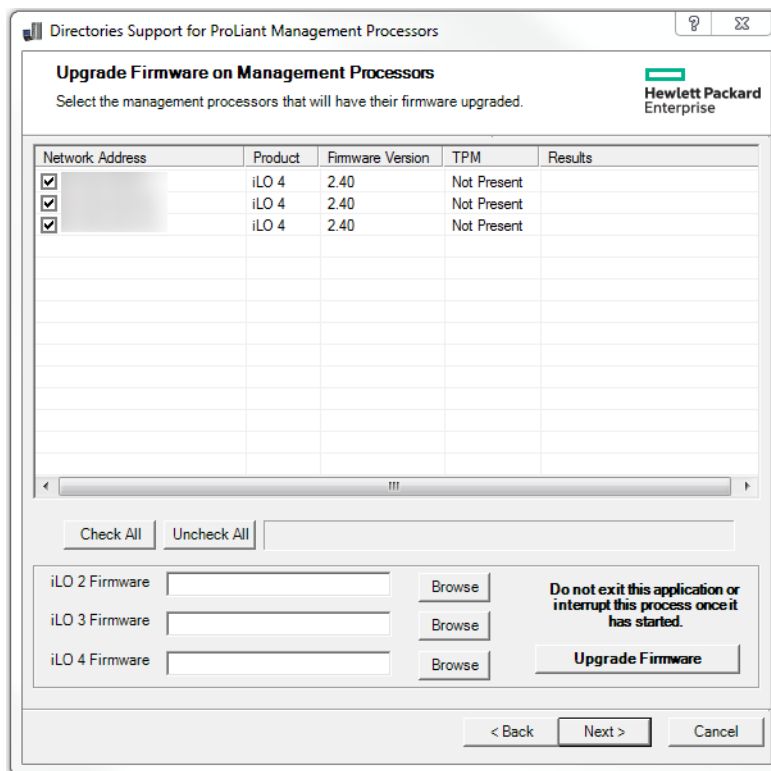 Directories Support for ProLiant Management Processors
Upgrade Firmware on Management Processors
Select the management processors that will have their firmware upgraded.
Hewlett Packard
Enterprise
Network Address Product Firmware Version TPM Results
iLO 4 2.40 Not Present
iLO 4 2.40 Not Present
iLO 4 2.40 Not Present
Check All Uncheck All
iLO 2 Firmware Browse
iLO 3 Firmware Browse
iLO 4 Firmware Browse
Do not exit this application or
interrupt this process once it
has started.
Upgrade Firmware
< Back Next > Cancel